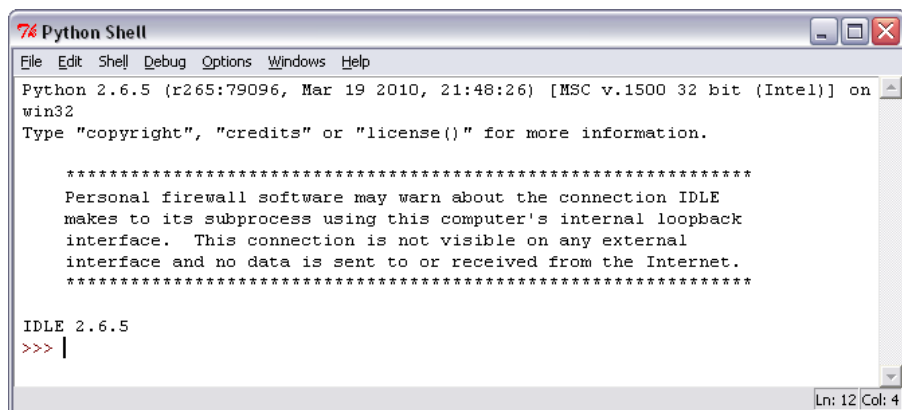 Python Shell
File Edit Shell Debug Options Windows Help
Python 2.6.5 (r265:79096, Mar 19 2010, 21:48:26) [MSC v.1500 32 bit (Intel)] on
win32
Type "copyright", "credits" or "license()" for more information.
****************************************************************
Personal firewall software may warn about the connection IDLE
makes to its subprocess using this computer's internal loopback
interface.  This connection is not visible on any external
interface and no data is sent to or received from the Internet.
****************************************************************
IDLE 2.6.5
>>>
Ln: 12 Col: 4